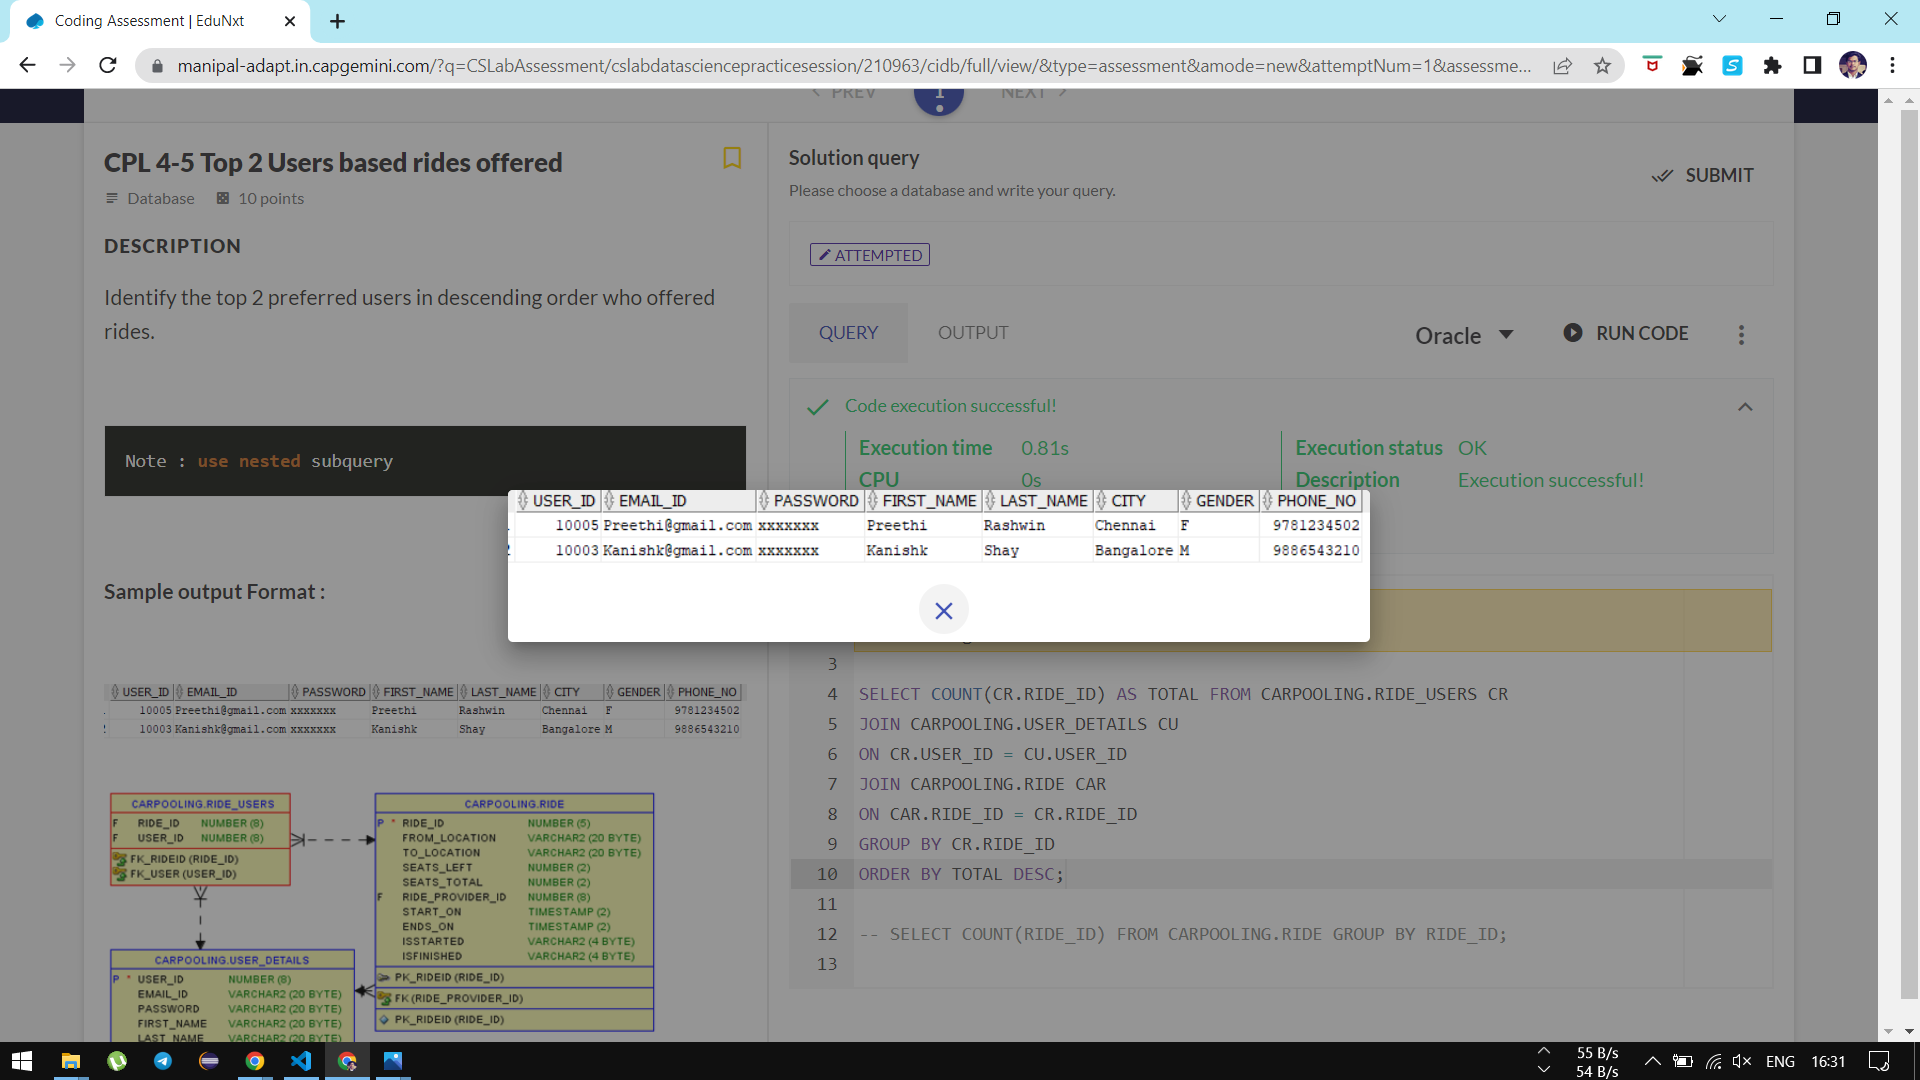 Coding Assessment | EduNxt
manipal-adapt.in.capgemini.com/?q=CSLabAssessment/cslabdatasciencepracticesession/210963/cidb/full/view/&type=assessment&amode=new&attemptNum=1&assessme...
PREV 1 NEXT
CPL 4-5 Top 2 Users based rides offered
Database 10 points
DESCRIPTION
Identify the top 2 preferred users in descending order who offered
rides.
Note : use nested subquery
Sample output Format :
USER_ID EMAIL_ID PASSWORD FIRST_NAME LAST_NAME CITY GENDER PHONE_NO
10005 Preethi@gmail.com xxxxxxx Preethi Rashwin Chennai F 9781234502
10003 Kanishk@gmail.com xxxxxxx Kanishk Shay Bangalore M 9886543210
CARPOOLING.RIDE_USERS
F RIDE_ID NUMBER (8)
F USER_ID NUMBER (8)
FK_RIDEID (RIDE_ID)
FK_USER (USER_ID)
CARPOOLING.RIDE
P * RIDE_ID NUMBER (5)
FROM_LOCATION VARCHAR2 (20 BYTE)
TO_LOCATION VARCHAR2 (20 BYTE)
SEATS_LEFT NUMBER (2)
SEATS_TOTAL NUMBER (2)
F RIDE_PROVIDER_ID NUMBER (8)
START_ON TIMESTAMP (2)
ENDS_ON TIMESTAMP (2)
ISSTARTED VARCHAR2 (4 BYTE)
ISFINISHED VARCHAR2 (4 BYTE)
PK_RIDEID (RIDE_ID)
FK (RIDE_PROVIDER_ID)
PK_RIDEID (RIDE_ID)
CARPOOLING.USER_DETAILS
P * USER_ID NUMBER (8)
EMAIL_ID VARCHAR2 (20 BYTE)
PASSWORD VARCHAR2 (20 BYTE)
FIRST_NAME VARCHAR2 (20 BYTE)
LAST_NAME VARCHAR2 (20 BYTE)
Solution query
Please choose a database and write your query.
SUBMIT
ATTEMPTED
QUERY OUTPUT Oracle RUN CODE
Code execution successful!
Execution time 0.81s Execution status OK
CPU 0s Description Execution successful!
USER_ID EMAIL_ID PASSWORD FIRST_NAME LAST_NAME CITY GENDER PHONE_NO
10005 Preethi@gmail.com xxxxxxx Preethi Rashwin Chennai F 9781234502
2 10003 Kanishk@gmail.com xxxxxxx Kanishk Shay Bangalore M 9886543210
3
4 SELECT COUNT(CR.RIDE_ID) AS TOTAL FROM CARPOOLING.RIDE_USERS CR
5 JOIN CARPOOLING.USER_DETAILS CU
6 ON CR.USER_ID = CU.USER_ID
7 JOIN CARPOOLING.RIDE CAR
8 ON CAR.RIDE_ID = CR.RIDE_ID
9 GROUP BY CR.RIDE_ID
10 ORDER BY TOTAL DESC;
11
12 -- SELECT COUNT(RIDE_ID) FROM CARPOOLING.RIDE GROUP BY RIDE_ID;
13
55 B/s
54 B/s
ENG 16:31